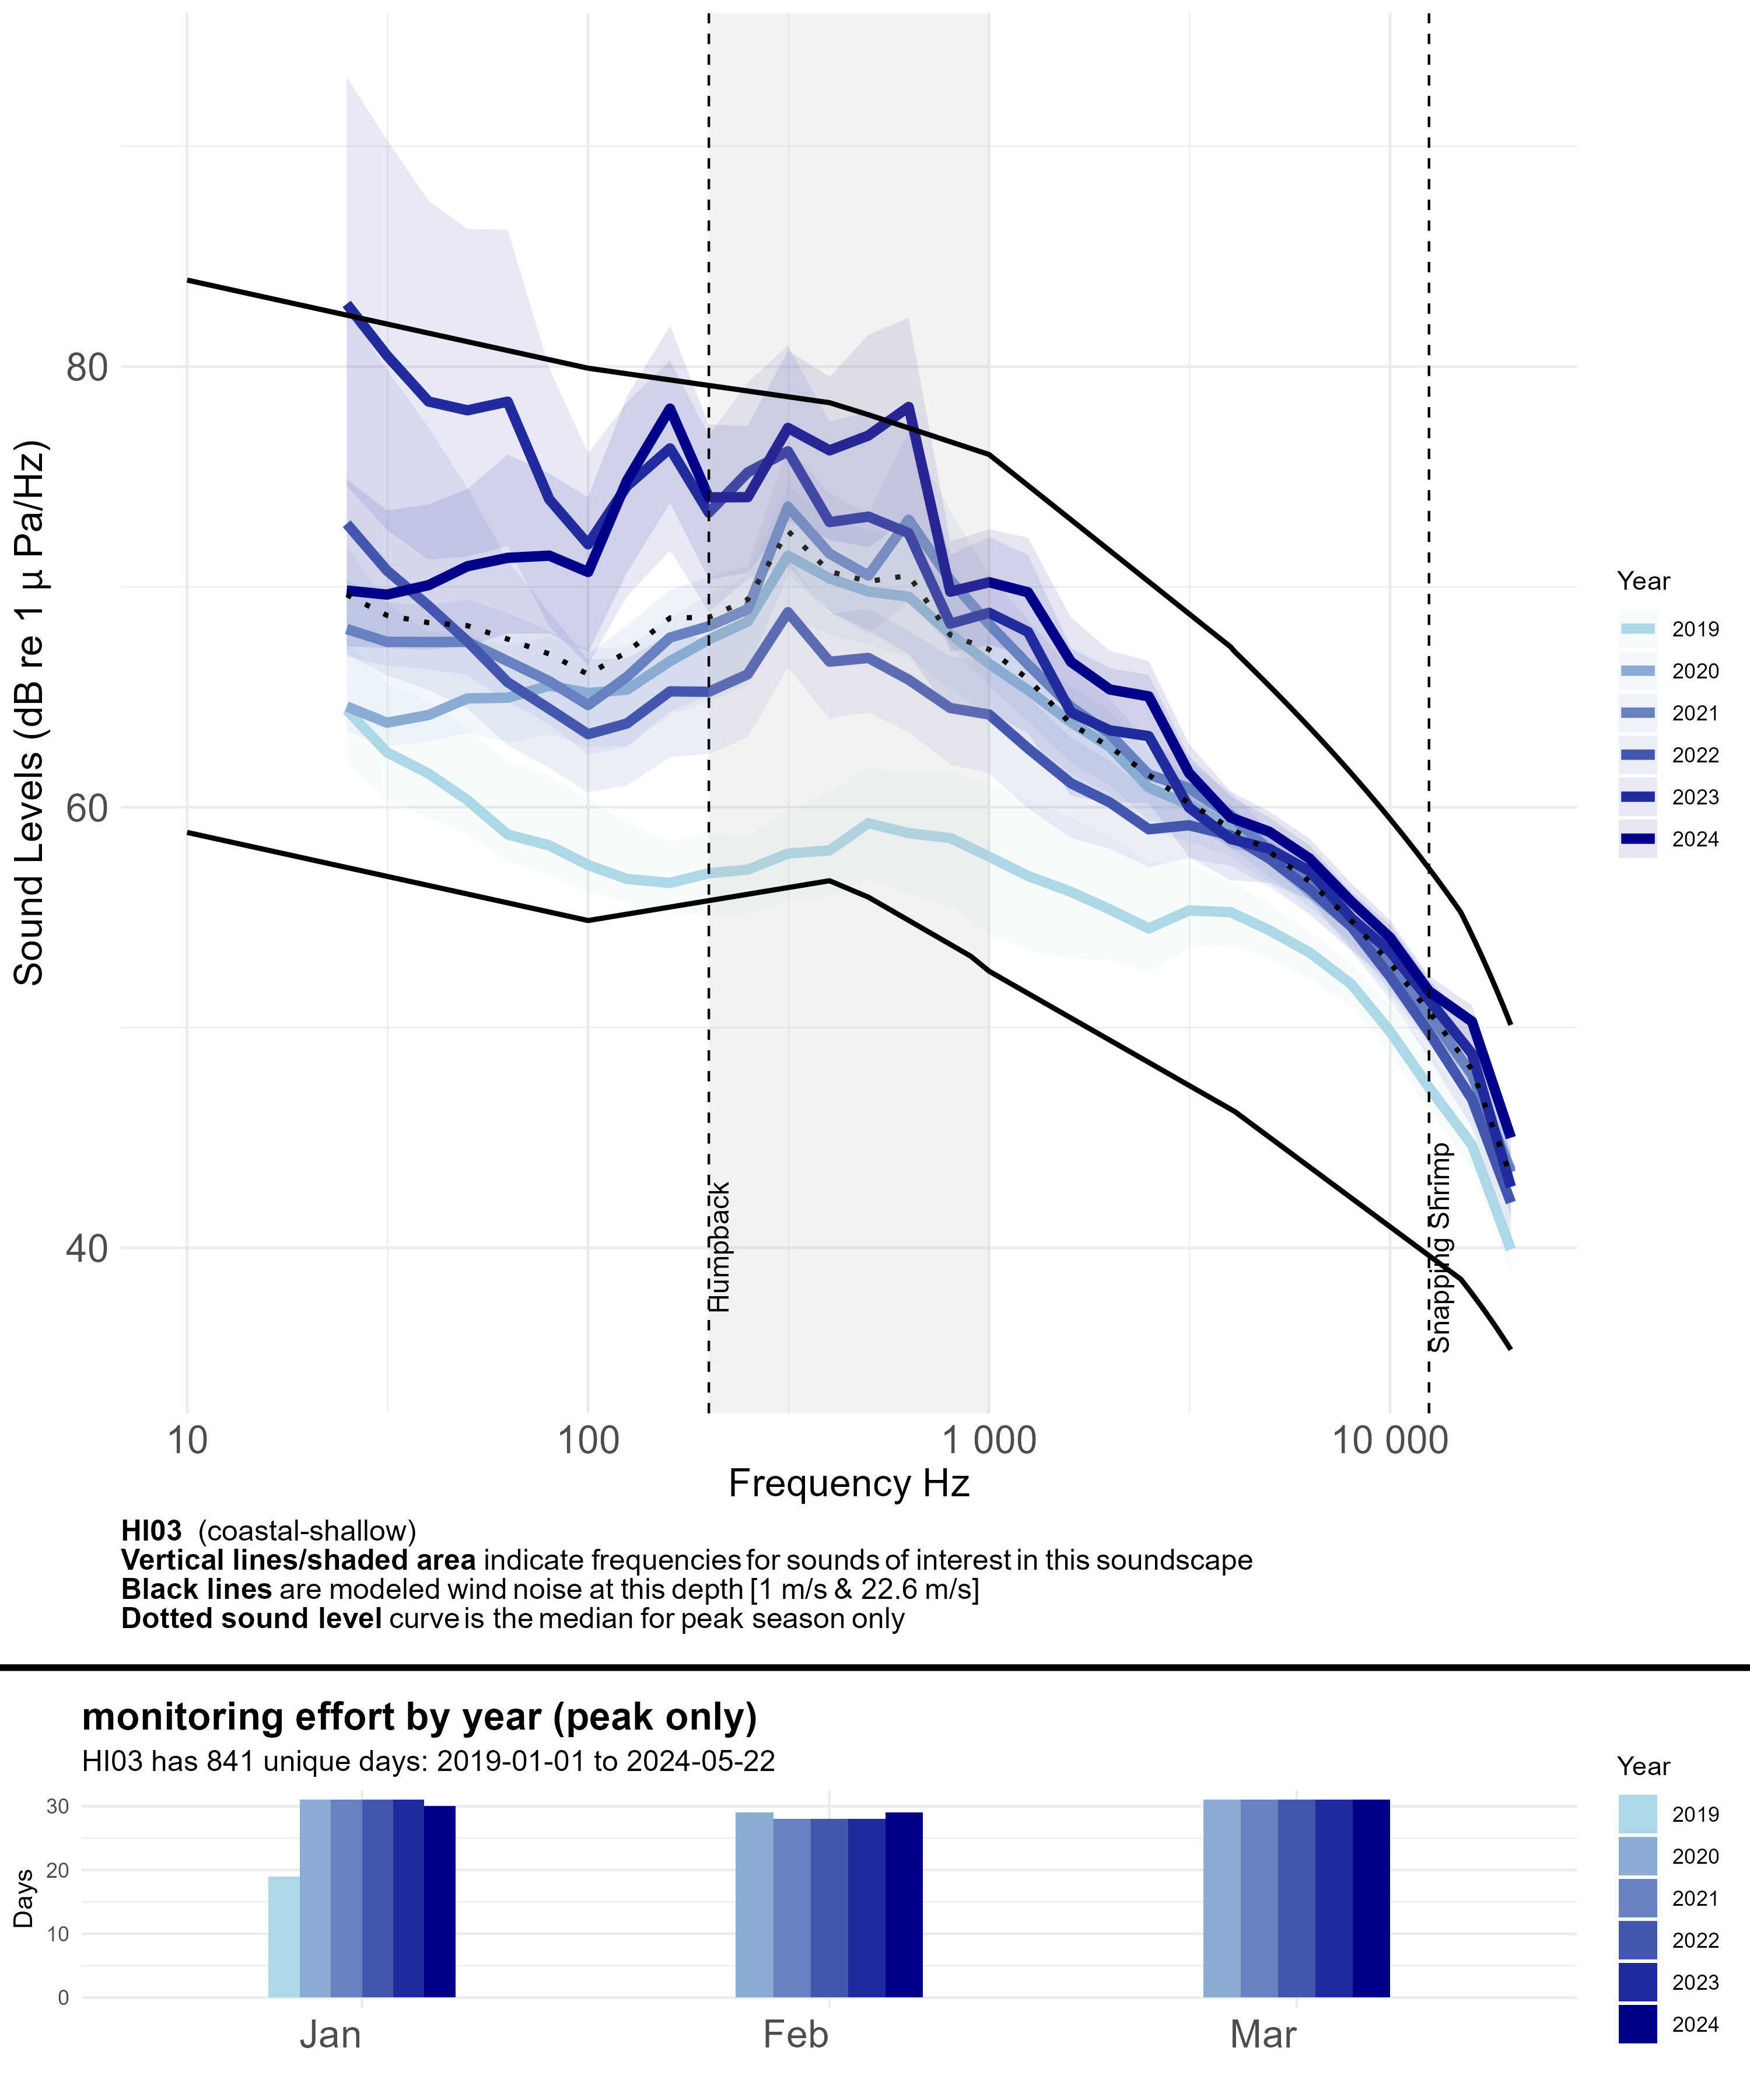 Sound Levels (dB re 1 µ Pa/Hz)
80
60
40
Humpback
Snapping Shrimp
10
100
1 000
10 000
Frequency Hz
Year
2019
2020
2021
2022
2023
2024
HI03 (coastal-shallow)
Vertical lines/shaded area indicate frequencies for sounds of interest in this soundscape
Black lines are modeled wind noise at this depth [1 m/s & 22.6 m/s]
Dotted sound level curve is the median for peak season only
monitoring effort by year (peak only)
HI03 has 841 unique days: 2019-01-01 to 2024-05-22
Days
30
20
10
0
Jan
Feb
Mar
Year
2019
2020
2021
2022
2023
2024